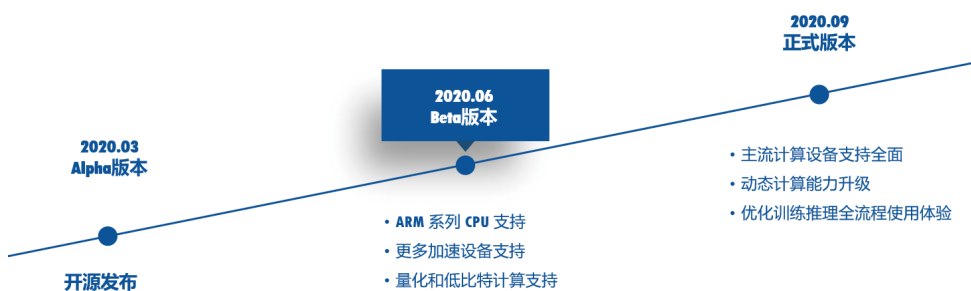 2020.03
Alpha版本
开源发布
2020.06
Beta版本
• ARM 系列 CPU 支持
• 更多加速设备支持
• 量化和低比特计算支持
2020.09
正式版本
• 主流计算设备支持全面
• 动态计算能力升级
• 优化训练推理全流程使用体验